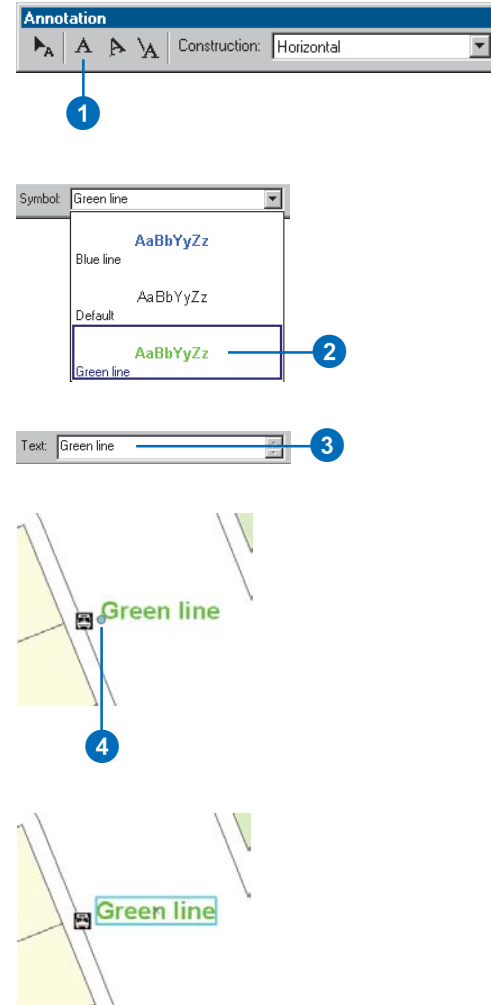 Annotation
A A A A Construction: Horizontal
1
Symbol: Green line
AaBbYyZz
Blue line
AaBbYyZz
Default
AaBbYyZz 2
Green line
Text: Green line 3
Green line
4
Green line